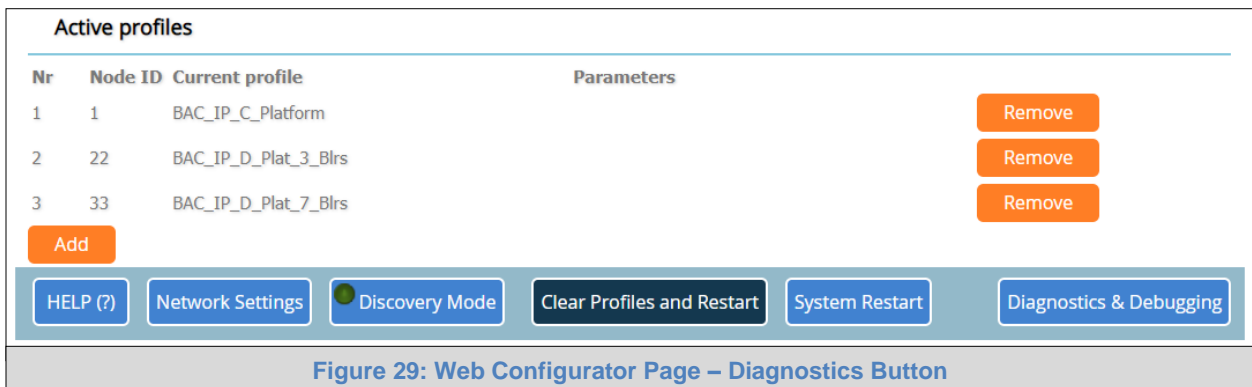 Active profiles
Nr Node ID Current profile Parameters
1 1 BAC_IP_C_Platform Remove
2 22 BAC_IP_D_Plat_3_Blrs Remove
3 33 BAC_IP_D_Plat_7_Blrs Remove
Add
HELP (?) Network Settings Discovery Mode Clear Profiles and Restart System Restart Diagnostics & Debugging
Figure 29: Web Configurator Page – Diagnostics Button